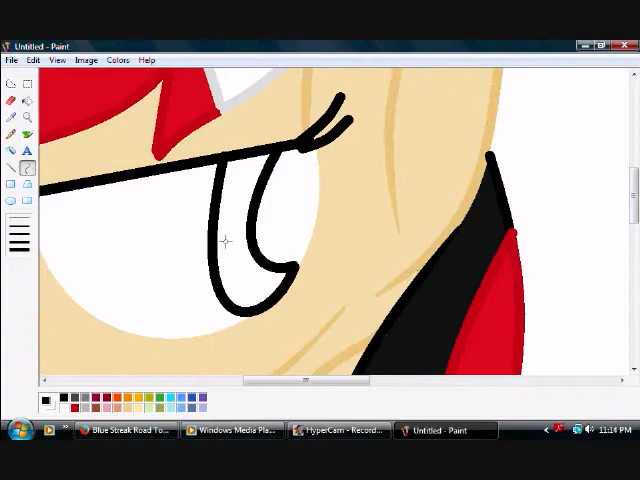 Untitled - Paint
File Edit View Image Colors Help
A
Blue Streak Road To...
Windows Media Pla...
HyperCam - Record...
Untitled - Paint
11:14 PM